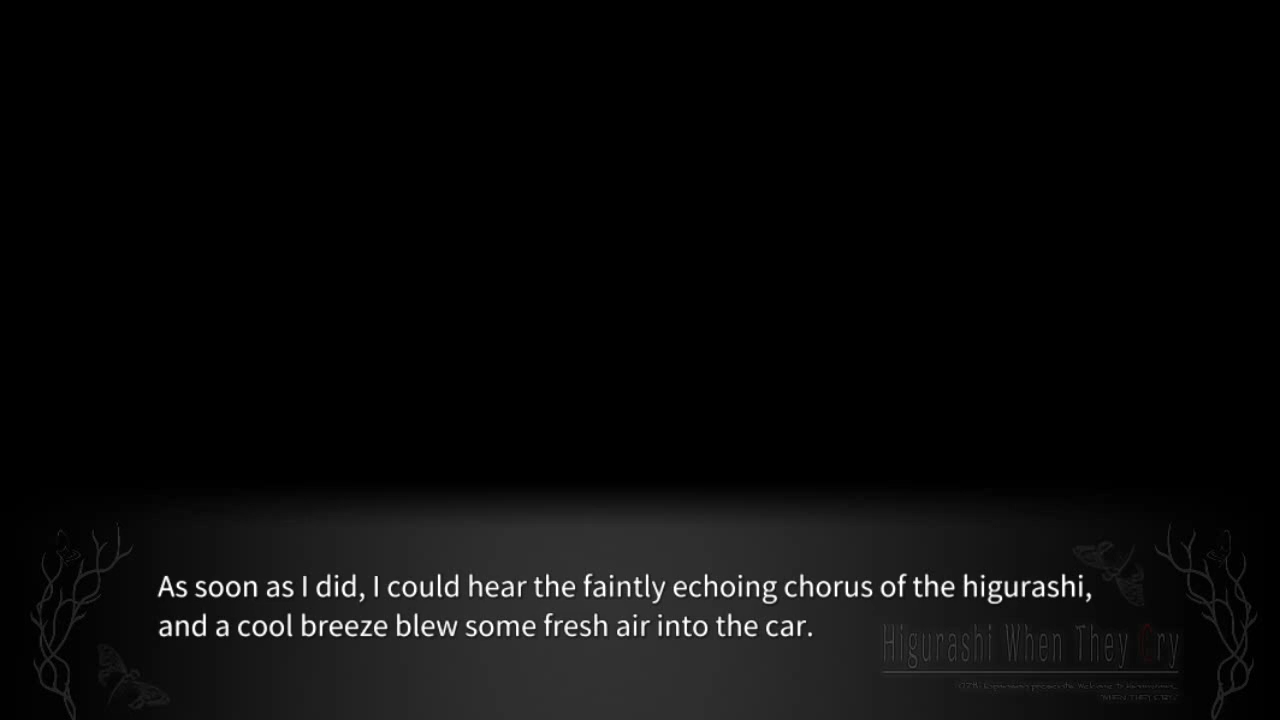 As soon as I did, I could hear the faintly echoing chorus of the higurashi,
and a cool breeze blew some fresh air into the car.
Higurashi When They Cry